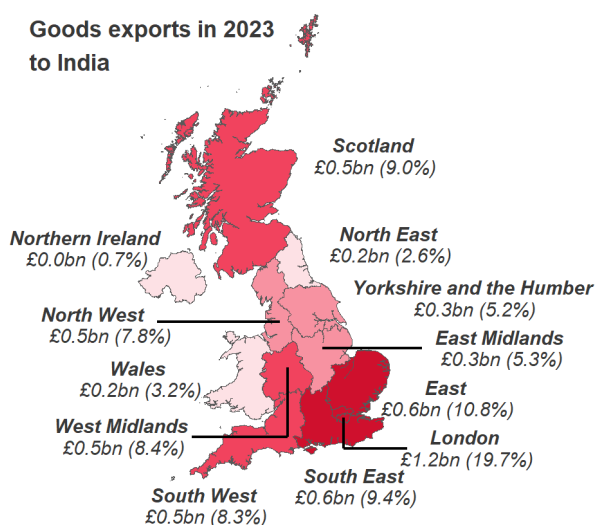 Goods exports in 2023
to India
Scotland
£0.5bn (9.0%)
Northern Ireland
£0.0bn (0.7%)
North East
£0.2bn (2.6%)
Yorkshire and the Humber
£0.3bn (5.2%)
North West
£0.5bn (7.8%)
East Midlands
£0.3bn (5.3%)
Wales
£0.2bn (3.2%)
East
£0.6bn (10.8%)
West Midlands
£0.5bn (8.4%)
London
£1.2bn (19.7%)
South East
£0.6bn (9.4%)
South West
£0.5bn (8.3%)